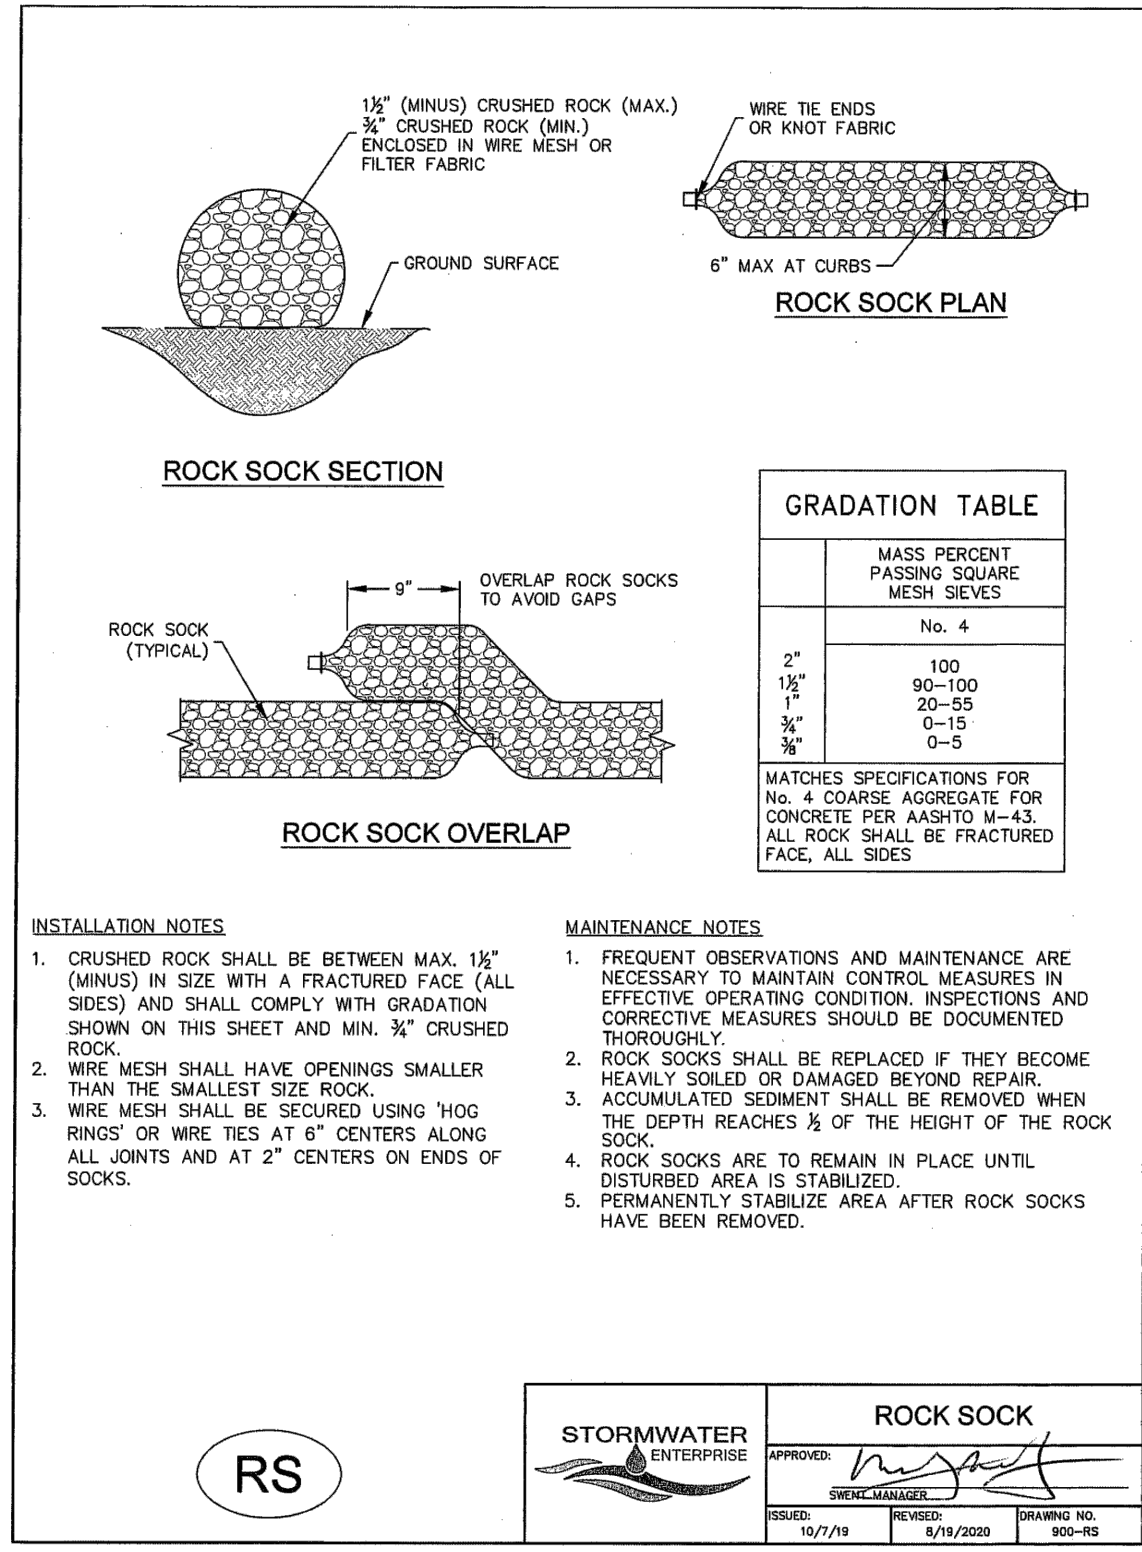 1½" (MINUS) CRUSHED ROCK (MAX.)
¾" CRUSHED ROCK (MIN.)
ENCLOSED IN WIRE MESH OR
FILTER FABRIC
GROUND SURFACE
ROCK SOCK SECTION
WIRE TIE ENDS
OR KNOT FABRIC
6" MAX AT CURBS
ROCK SOCK PLAN
9"
OVERLAP ROCK SOCKS
TO AVOID GAPS
ROCK SOCK
(TYPICAL)
ROCK SOCK OVERLAP
GRADATION TABLE
MASS PERCENT
PASSING SQUARE
MESH SIEVES
No. 4
2" 100
1½" 90-100
1" 20-55
¾" 0-15
⅜" 0-5
MATCHES SPECIFICATIONS FOR
No. 4 COARSE AGGREGATE FOR
CONCRETE PER AASHTO M-43.
ALL ROCK SHALL BE FRACTURED
FACE, ALL SIDES
INSTALLATION NOTES
1. CRUSHED ROCK SHALL BE BETWEEN MAX. 1½"
(MINUS) IN SIZE WITH A FRACTURED FACE (ALL
SIDES) AND SHALL COMPLY WITH GRADATION
SHOWN ON THIS SHEET AND MIN. ¾" CRUSHED
ROCK.
2. WIRE MESH SHALL HAVE OPENINGS SMALLER
THAN THE SMALLEST SIZE ROCK.
3. WIRE MESH SHALL BE SECURED USING 'HOG
RINGS' OR WIRE TIES AT 6" CENTERS ALONG
ALL JOINTS AND AT 2" CENTERS ON ENDS OF
SOCKS.
MAINTENANCE NOTES
1. FREQUENT OBSERVATIONS AND MAINTENANCE ARE
NECESSARY TO MAINTAIN CONTROL MEASURES IN
EFFECTIVE OPERATING CONDITION. INSPECTIONS AND
CORRECTIVE MEASURES SHOULD BE DOCUMENTED
THOROUGHLY.
2. ROCK SOCKS SHALL BE REPLACED IF THEY BECOME
HEAVILY SOILED OR DAMAGED BEYOND REPAIR.
3. ACCUMULATED SEDIMENT SHALL BE REMOVED WHEN
THE DEPTH REACHES ½ OF THE HEIGHT OF THE ROCK
SOCK.
4. ROCK SOCKS ARE TO REMAIN IN PLACE UNTIL
DISTURBED AREA IS STABILIZED.
5. PERMANENTLY STABILIZE AREA AFTER ROCK SOCKS
HAVE BEEN REMOVED.
RS
STORMWATER
ENTERPRISE
ROCK SOCK
APPROVED:
SWENT MANAGER
ISSUED:
10/7/19
REVISED:
8/19/2020
DRAWING NO.
900-RS